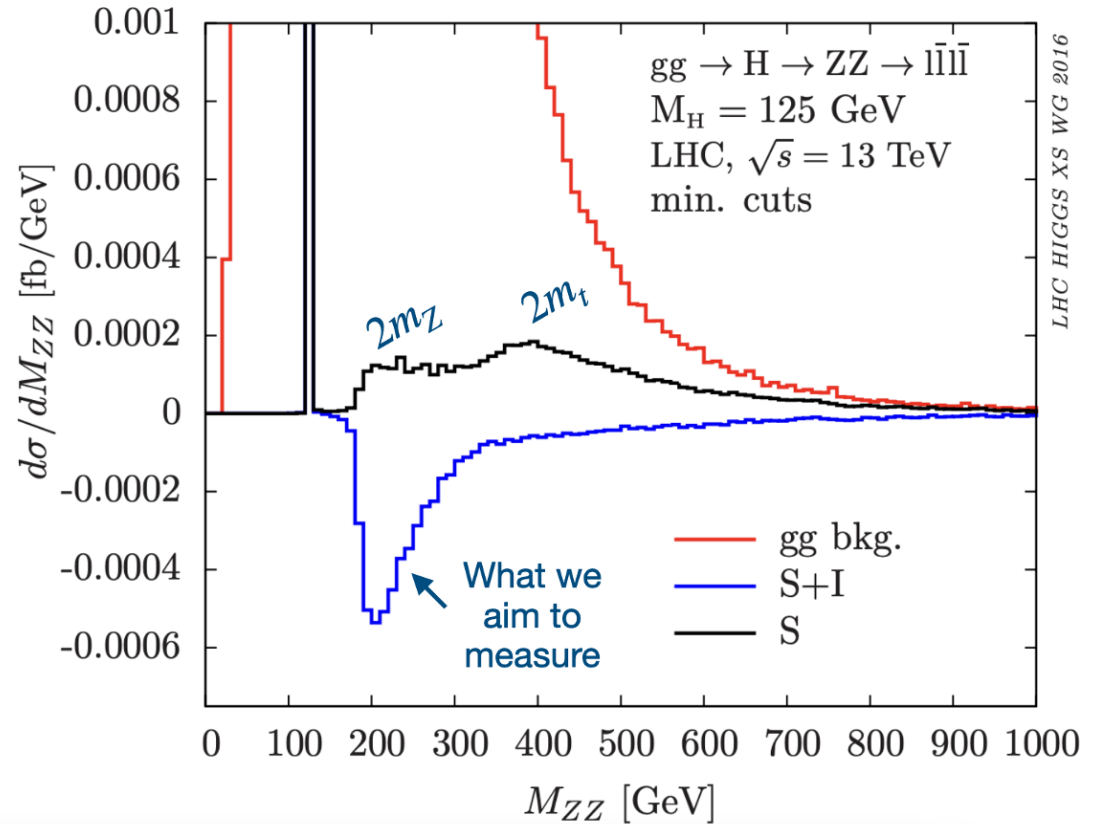 0.001
0.0008
0.0006
0.0004
0.0002
0
-0.0002
-0.0004
-0.0006
dσ/dM_ZZ [fb/GeV]
gg → H → ZZ → ll̄ll̄
M_H = 125 GeV
LHC, √s = 13 TeV
min. cuts
LHC HIGGS XS WG 2016
2m_Z
2m_t
What we
aim to
measure
gg bkg.
S+I
S
0 100 200 300 400 500 600 700 800 900 1000
M_ZZ [GeV]